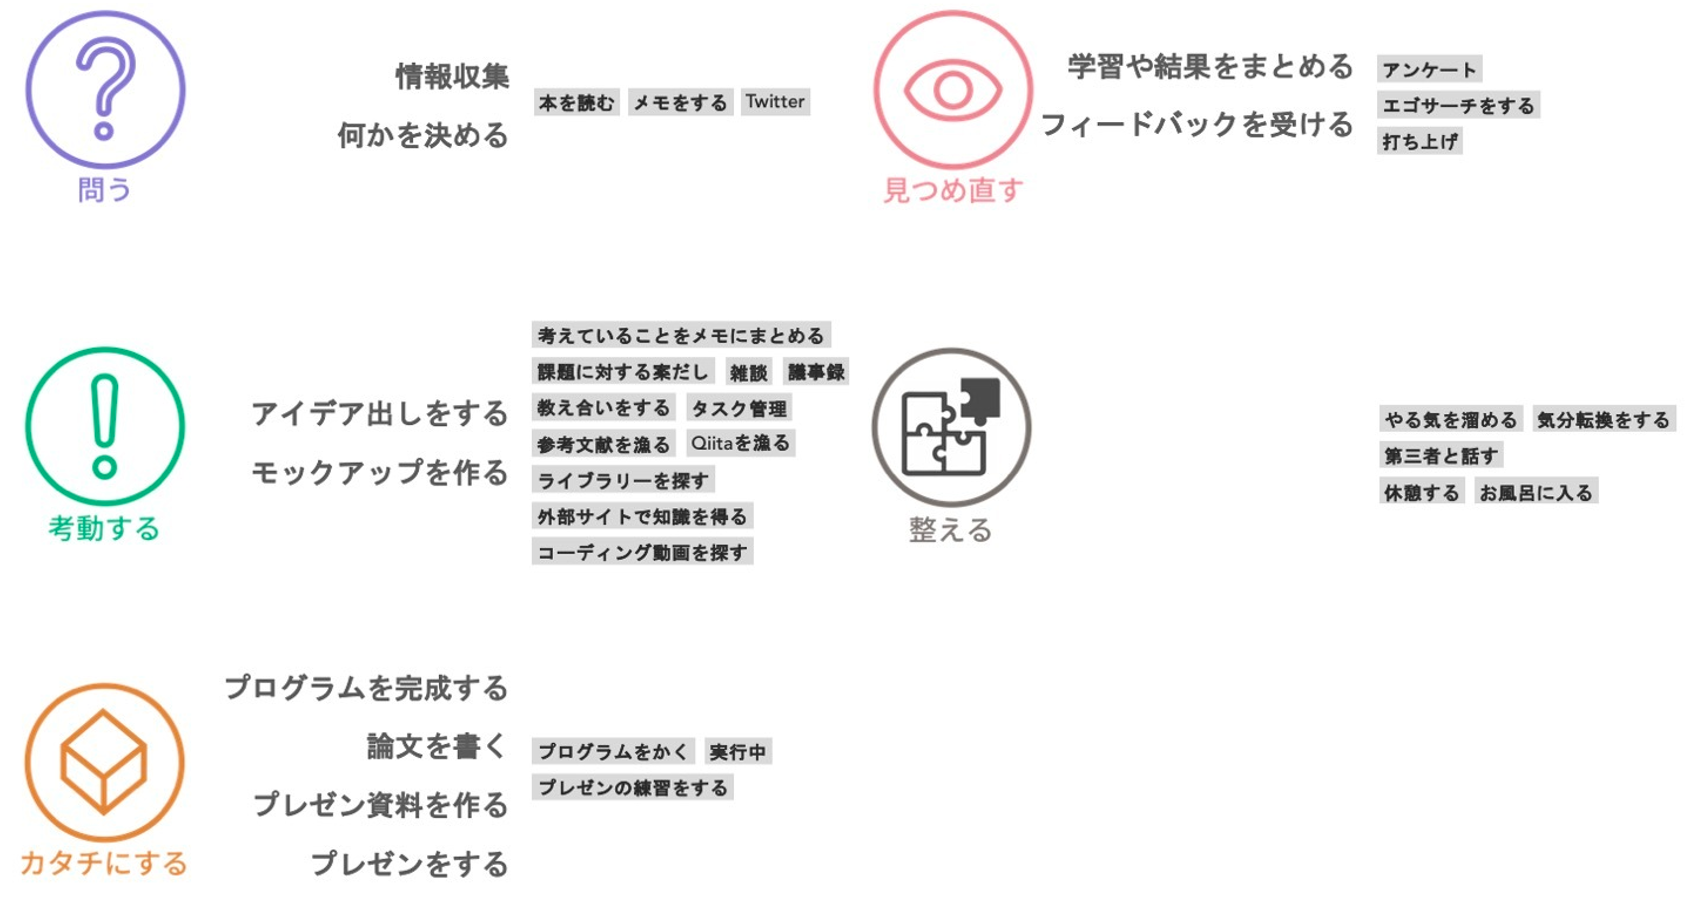 情報収集
何かを決める
本を読む メモをする Twitter
問う
学習や結果をまとめる
フィードバックを受ける
アンケート
エゴサーチをする
打ち上げ
見つめ直す
アイデア出しをする
モックアップを作る
考えていることをメモにまとめる
課題に対する案だし 雑談 議事録
教え合いをする タスク管理
参考文献を漁る Qiitaを漁る
ライブラリーを探す
外部サイトで知識を得る
コーディング動画を探す
考動する
やる気を溜める 気分転換をする
第三者と話す
休憩する お風呂に入る
整える
プログラムを完成する
論文を書く
プレゼン資料を作る
プレゼンをする
プログラムをかく 実行中
プレゼンの練習をする
カタチにする